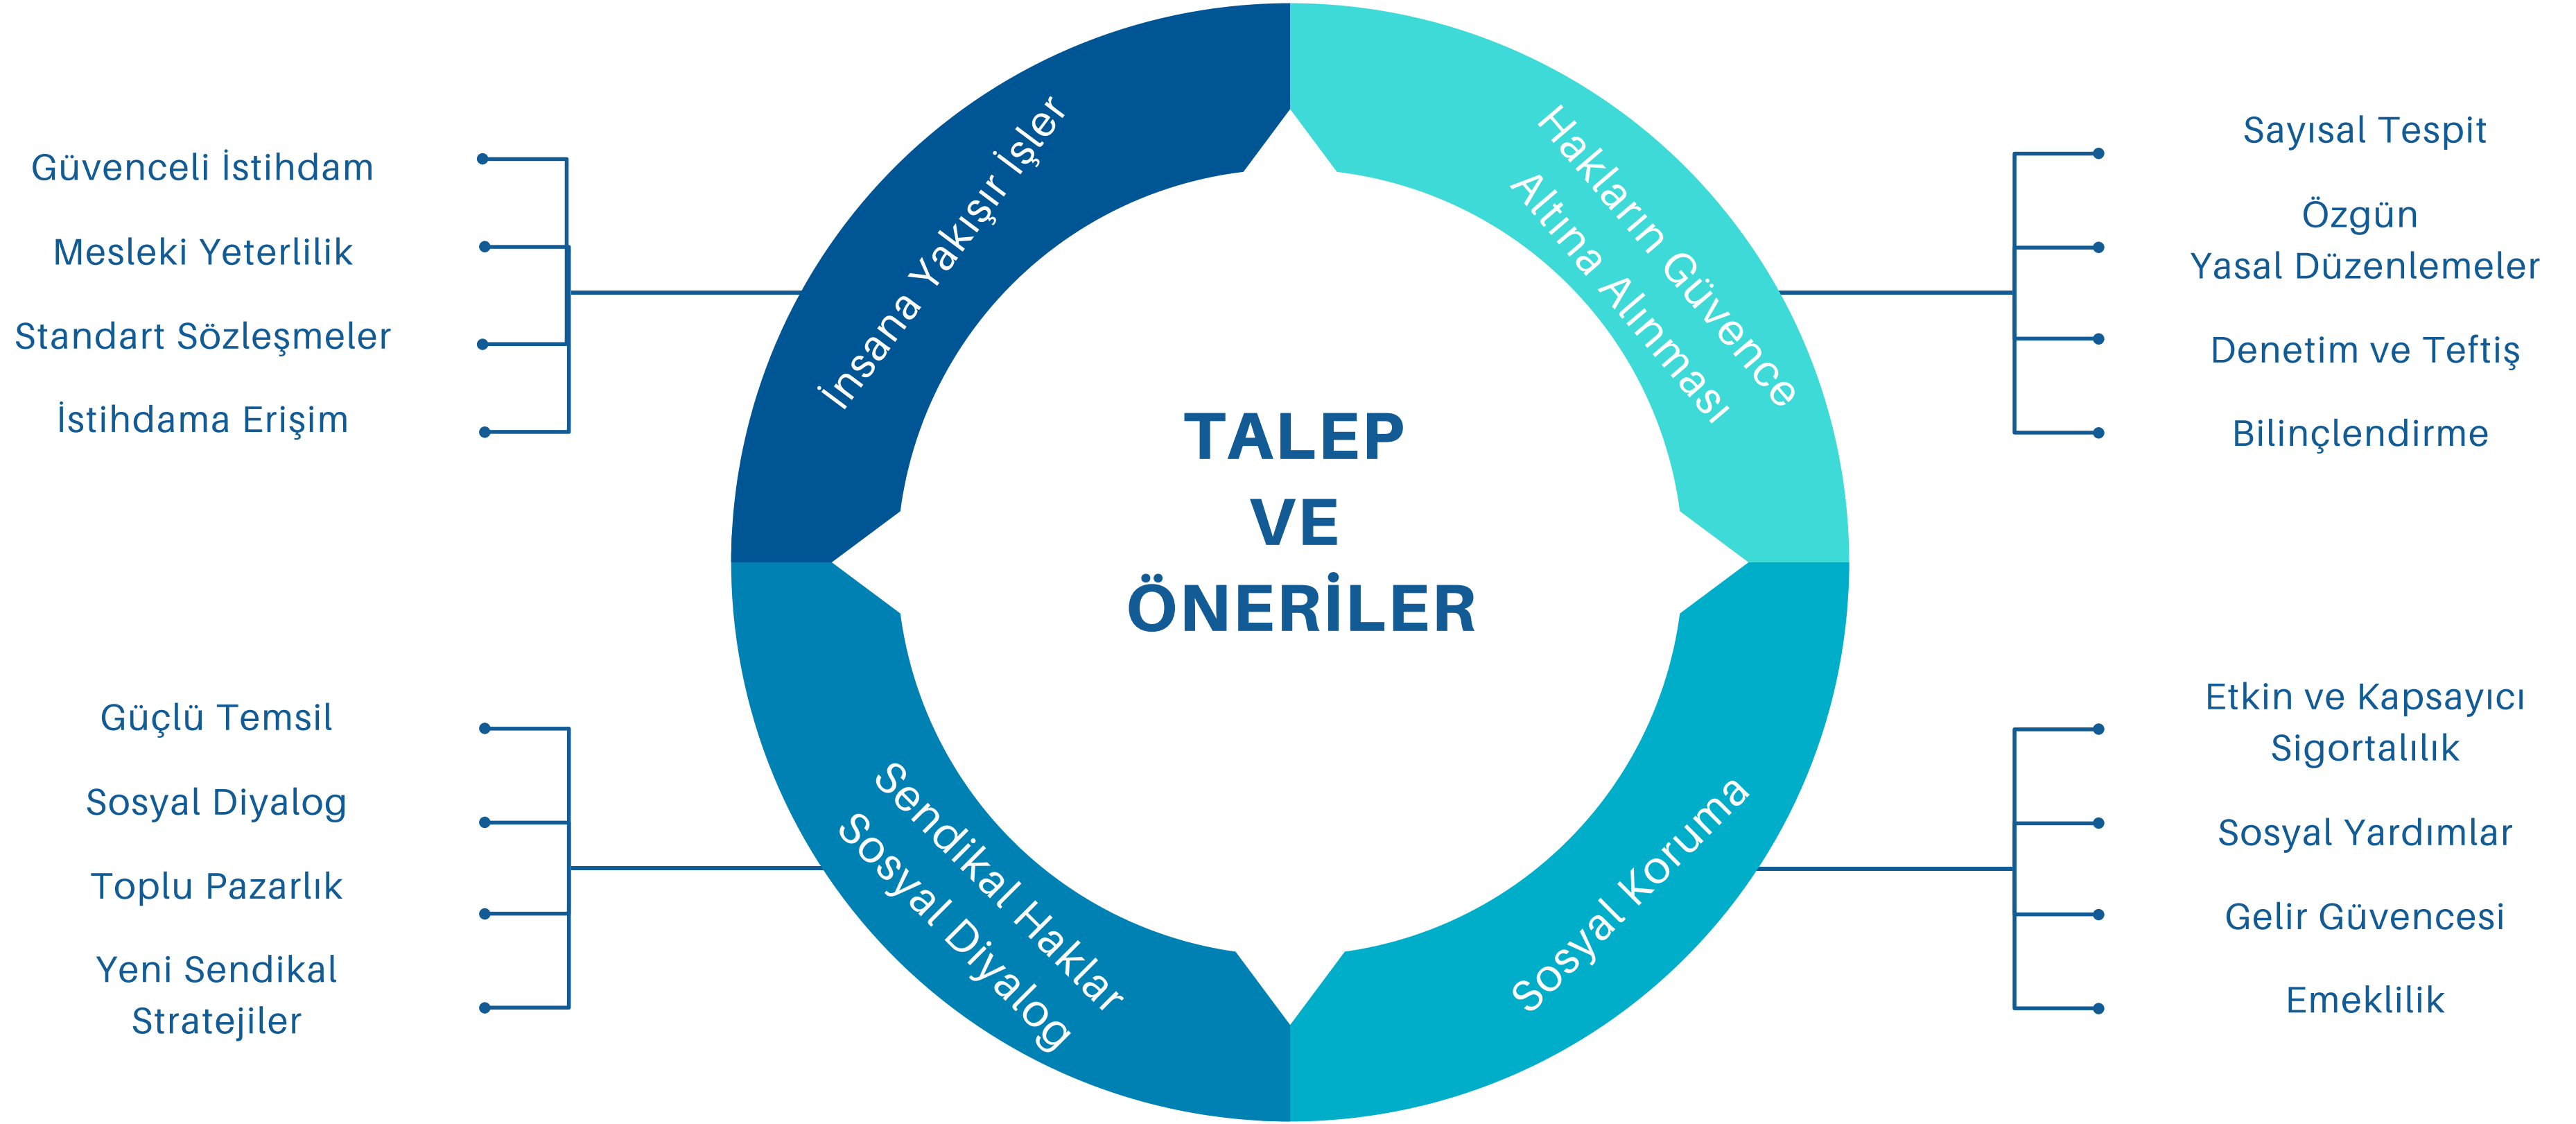 TALEP
VE
ÖNERİLER
İnsana Yakışır İşler
Güvenceli İstihdam
Mesleki Yeterlilik
Standart Sözleşmeler
İstihdama Erişim
Hakların Güvence
Altına Alınması
Sayısal Tespit
Özgün
Yasal Düzenlemeler
Denetim ve Teftiş
Bilinçlendirme
Sendikal Haklar
Sosyal Diyalog
Güçlü Temsil
Sosyal Diyalog
Toplu Pazarlık
Yeni Sendikal
Stratejiler
Sosyal Koruma
Etkin ve Kapsayıcı
Sigortalılık
Sosyal Yardımlar
Gelir Güvencesi
Emeklilik